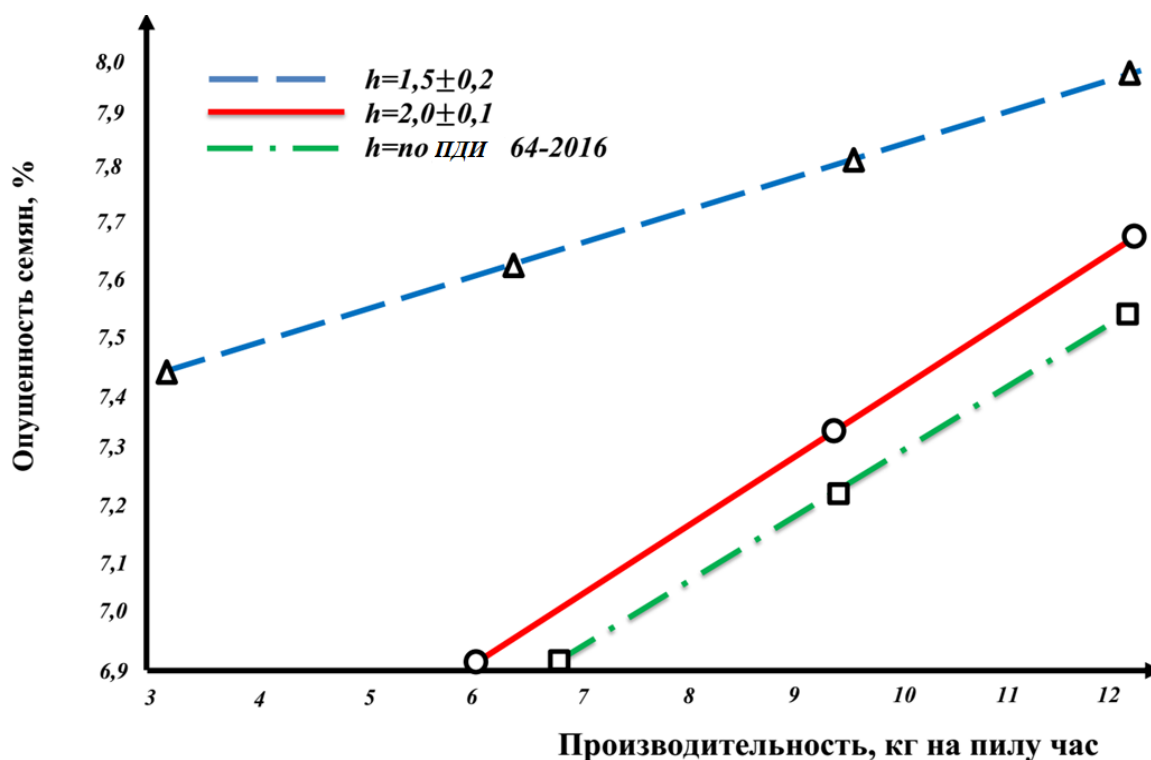 Опущенность семян, %
8,0
7,9
7,8
7,7
7,6
7,5
7,4
7,3
7,2
7,1
7,0
6,9
h=1,5±0,2
h=2,0±0,1
h=по ПДИ 64-2016
3 4 5 6 7 8 9 10 11 12
Производительность, кг на пилу час